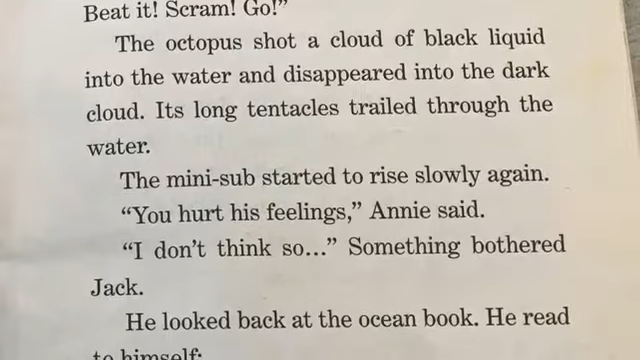 Beat it! Scram! Go!”
The octopus shot a cloud of black liquid
into the water and disappeared into the dark
cloud. Its long tentacles trailed through the
water.
The mini-sub started to rise slowly again.
“You hurt his feelings,” Annie said.
“I don’t think so...” Something bothered
Jack.
He looked back at the ocean book. He read
to himself: